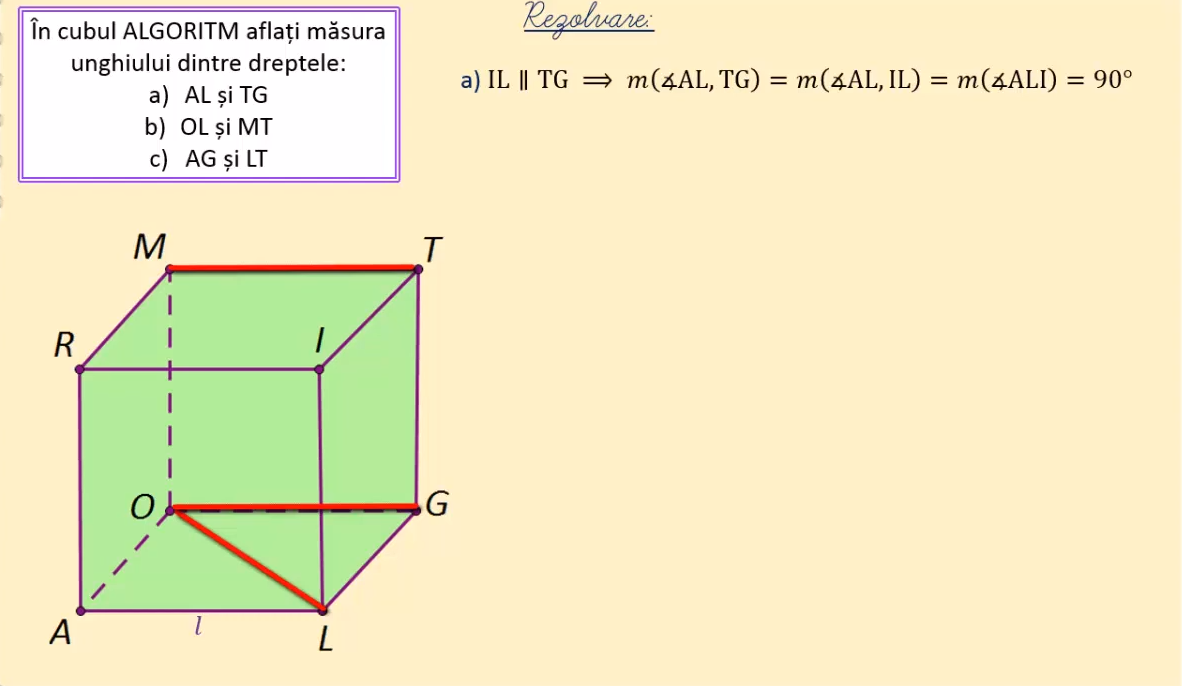 În cubul ALGORITM aflați măsura
unghiului dintre dreptele:
a) AL și TG
b) OL și MT
c) AG și LT
Rezolvare:
a) IL ∥ TG ⟹ m(∡AL, TG) = m(∡AL, IL) = m(∡ALI) = 90°
M
T
R
I
O
G
A
l
L